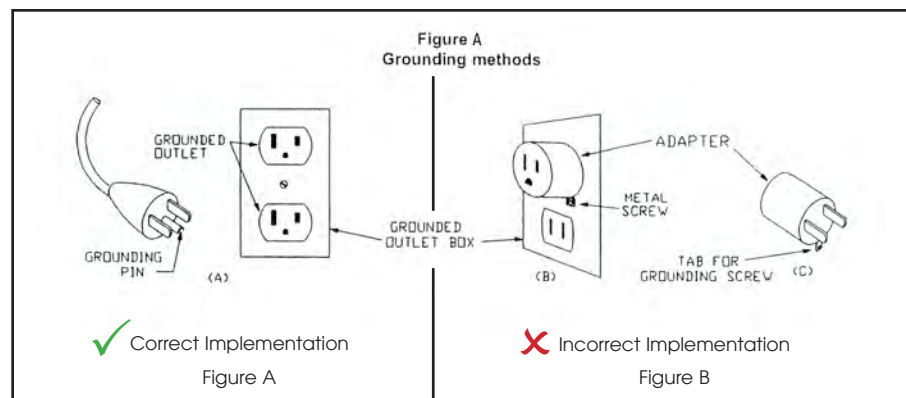 Figure A
Grounding methods
GROUNDED
OUTLET
GROUNDING
PIN
(A)
GROUNDED
OUTLET BOX
ADAPTER
METAL
SCREW
(B)
TAB FOR
GROUNDING SCREW
(C)
Correct Implementation
Figure A
Incorrect Implementation
Figure B